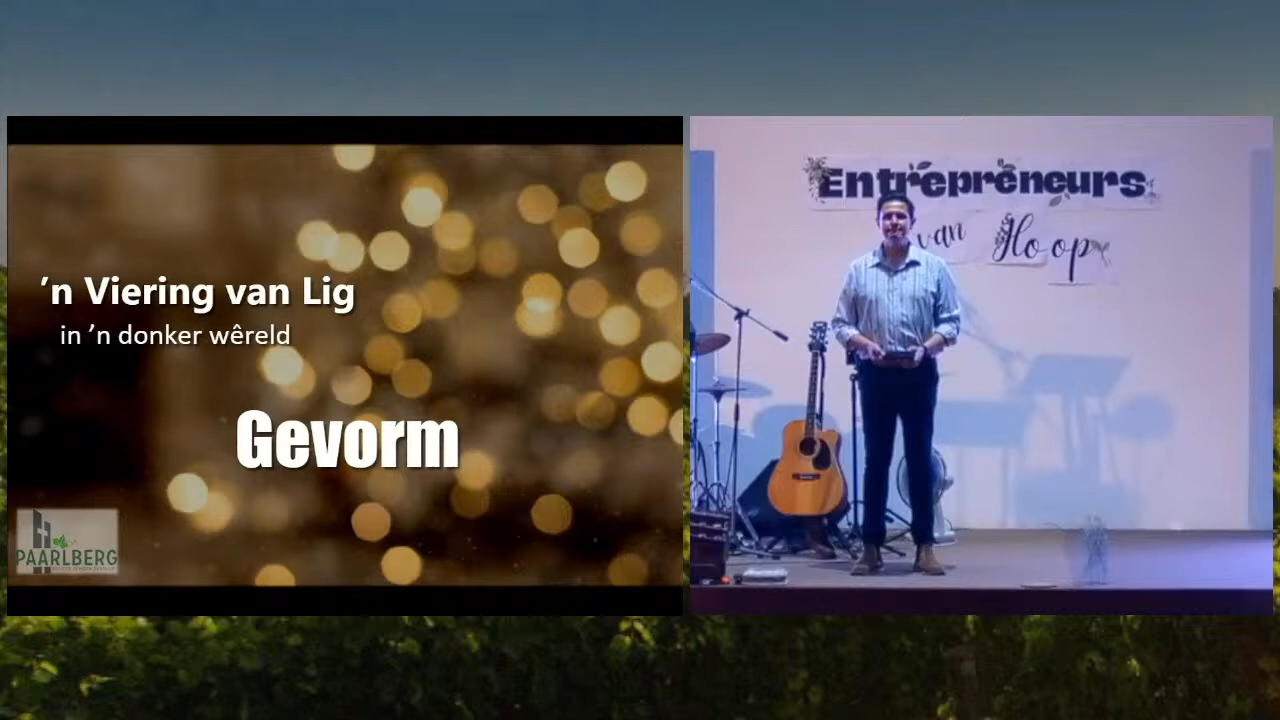 ’n Viering van Lig
in ’n donker wêreld
Gevorm
PAARLBERG
Entrepreneurs
van Hoop